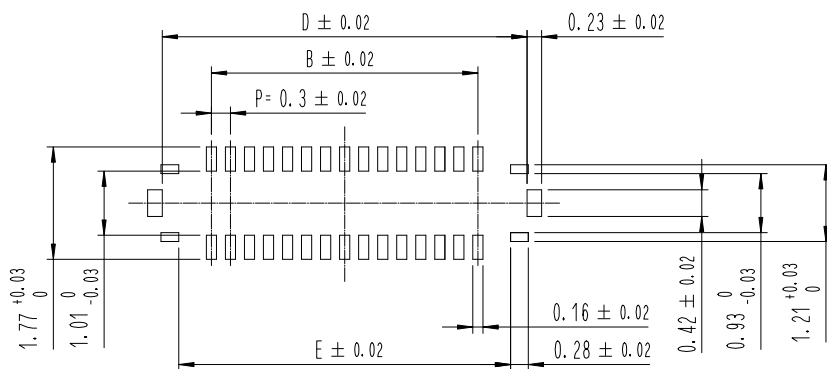 D ± 0.02
0.23 ± 0.02
B ± 0.02
P= 0.3 ± 0.02
1.77 +0.03 0
1.01 0 -0.03
0.16 ± 0.02
E ± 0.02
0.28 ± 0.02
0.42 ± 0.02
0.93 0 -0.03
1.21 +0.03 0